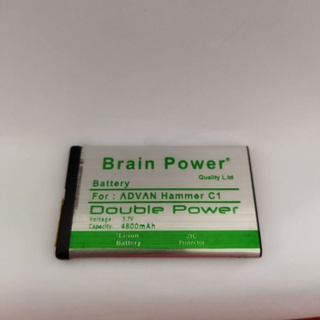 Brain Power®
Quality Ltd
Battery
For : ADVAN Hammer C1
Double Power
Voltage: 3.7V
Capacity: 4800mAh
Li-ion
Battery
Protector